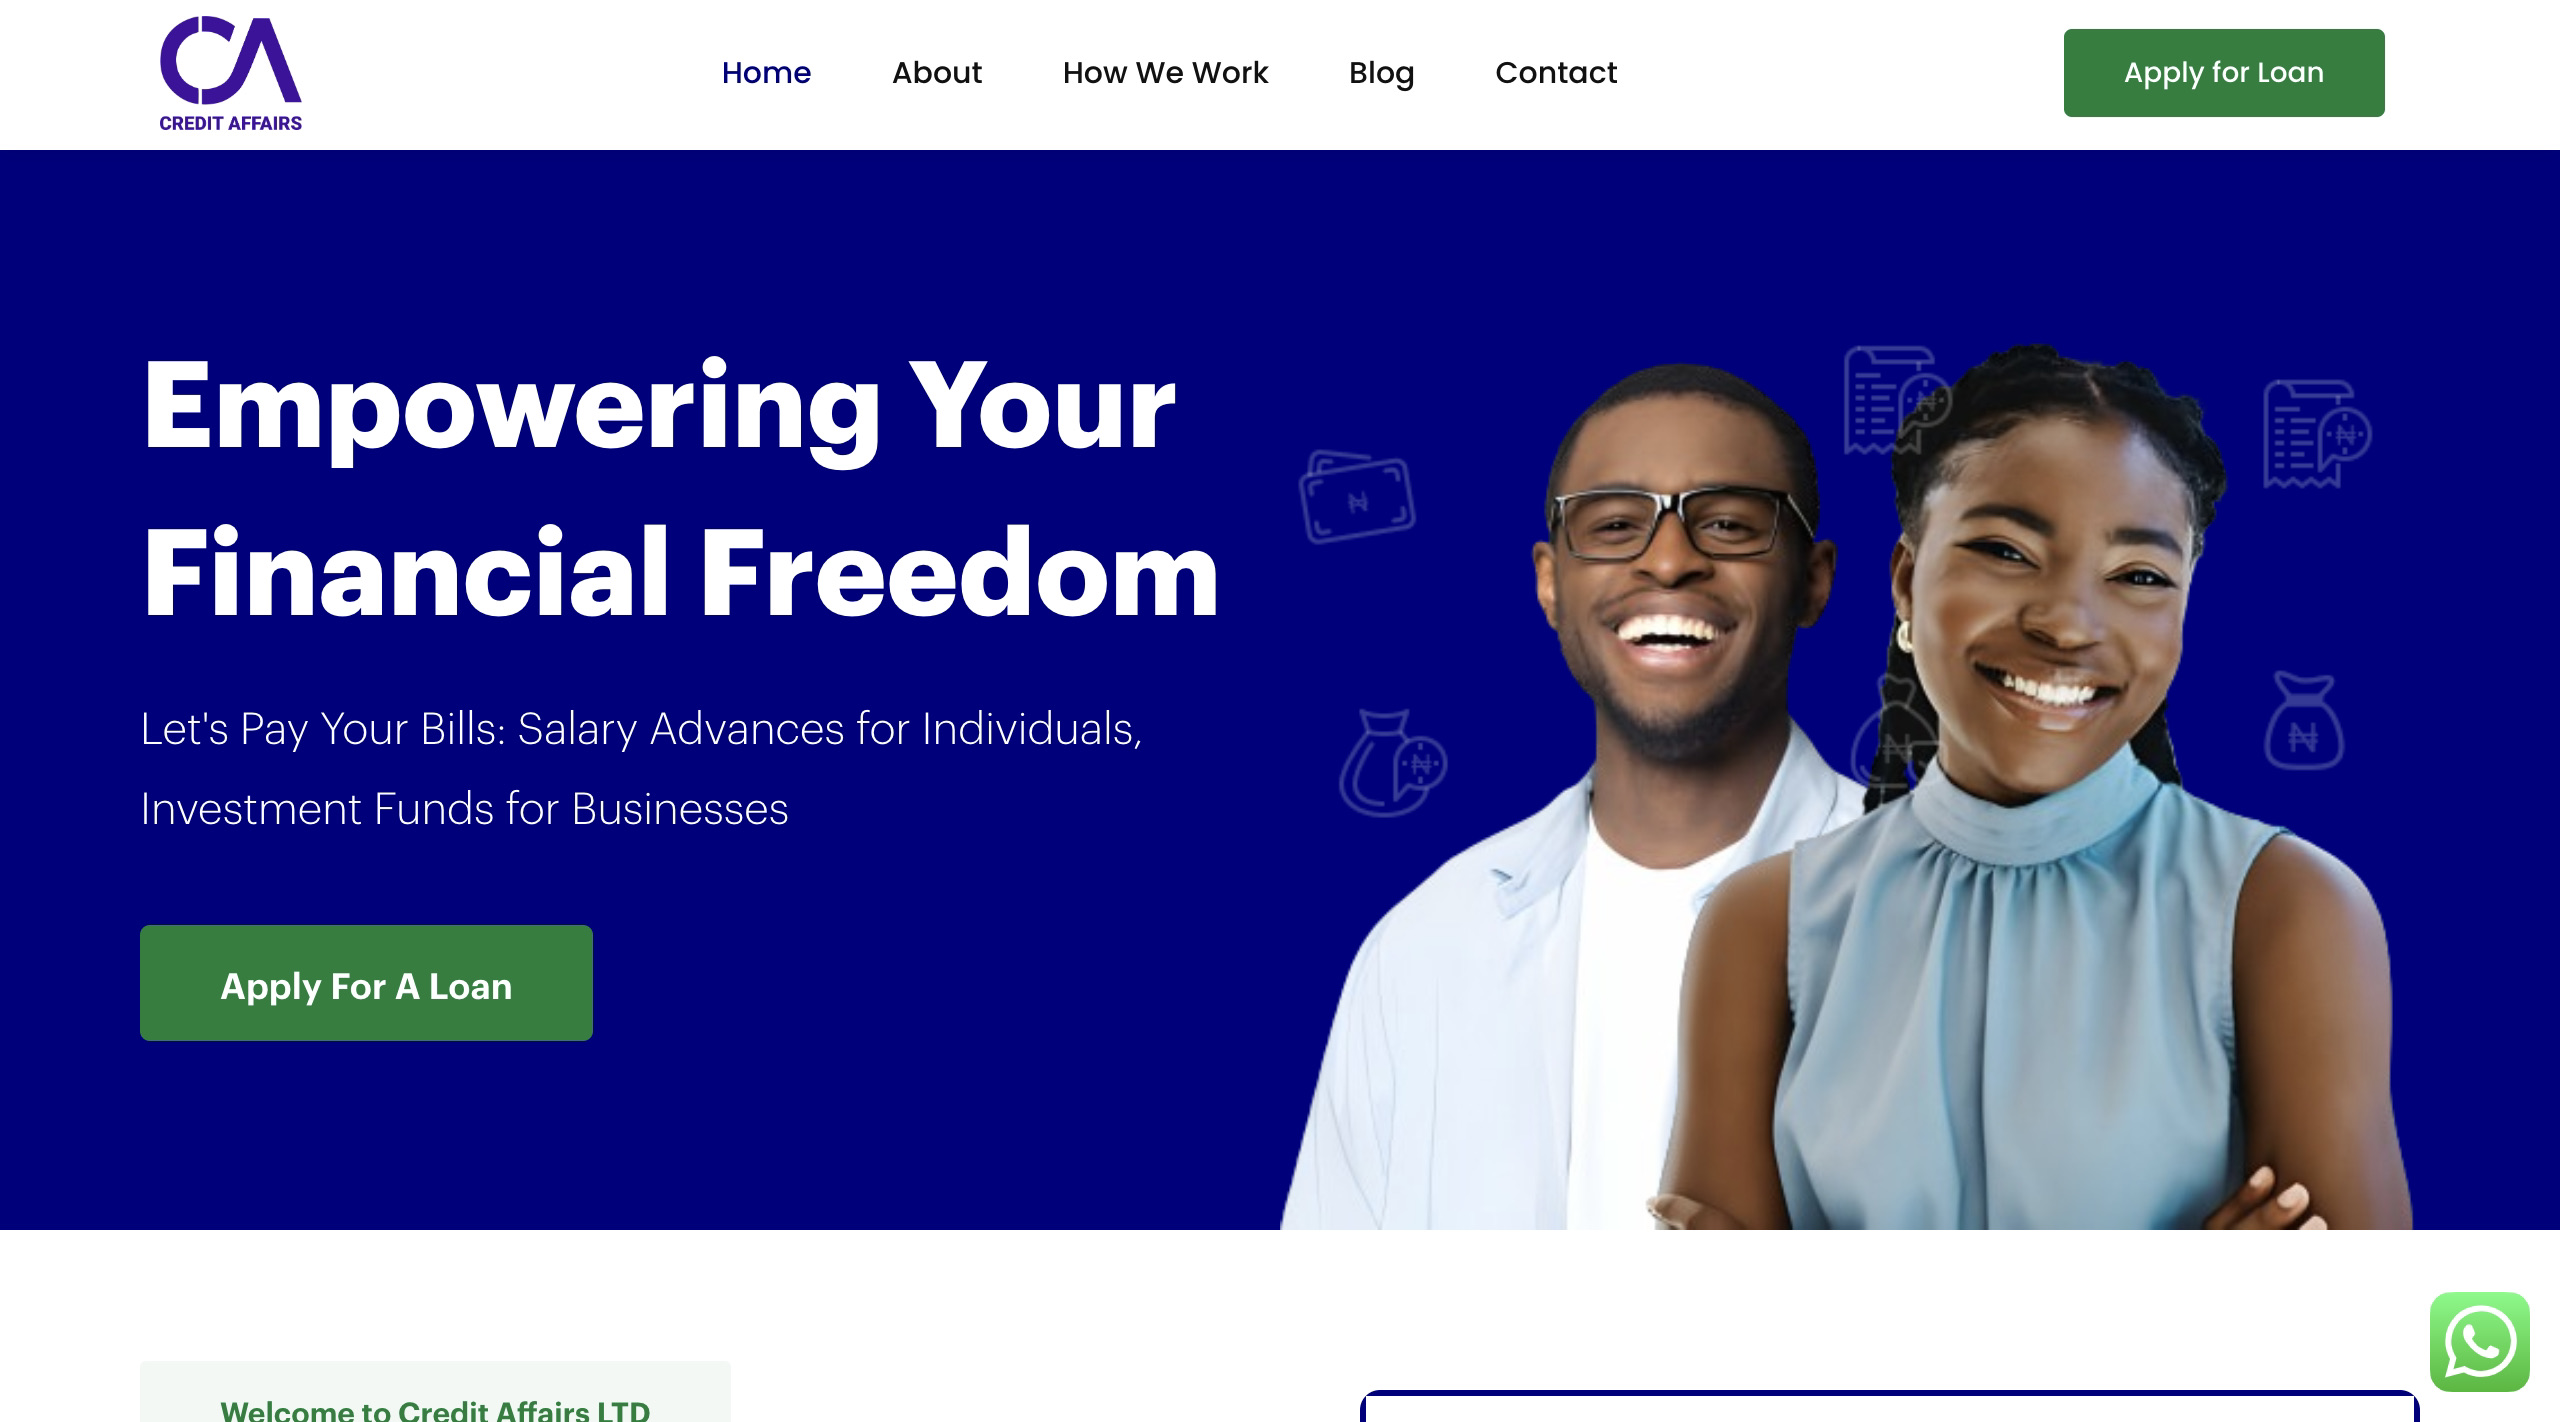 CA
CREDIT AFFAIRS
Home
About
How We Work
Blog
Contact
Apply for Loan
Empowering Your
Financial Freedom
Let's Pay Your Bills: Salary Advances for Individuals,
Investment Funds for Businesses
Apply For A Loan
Welcome to Credit Affairs LTD